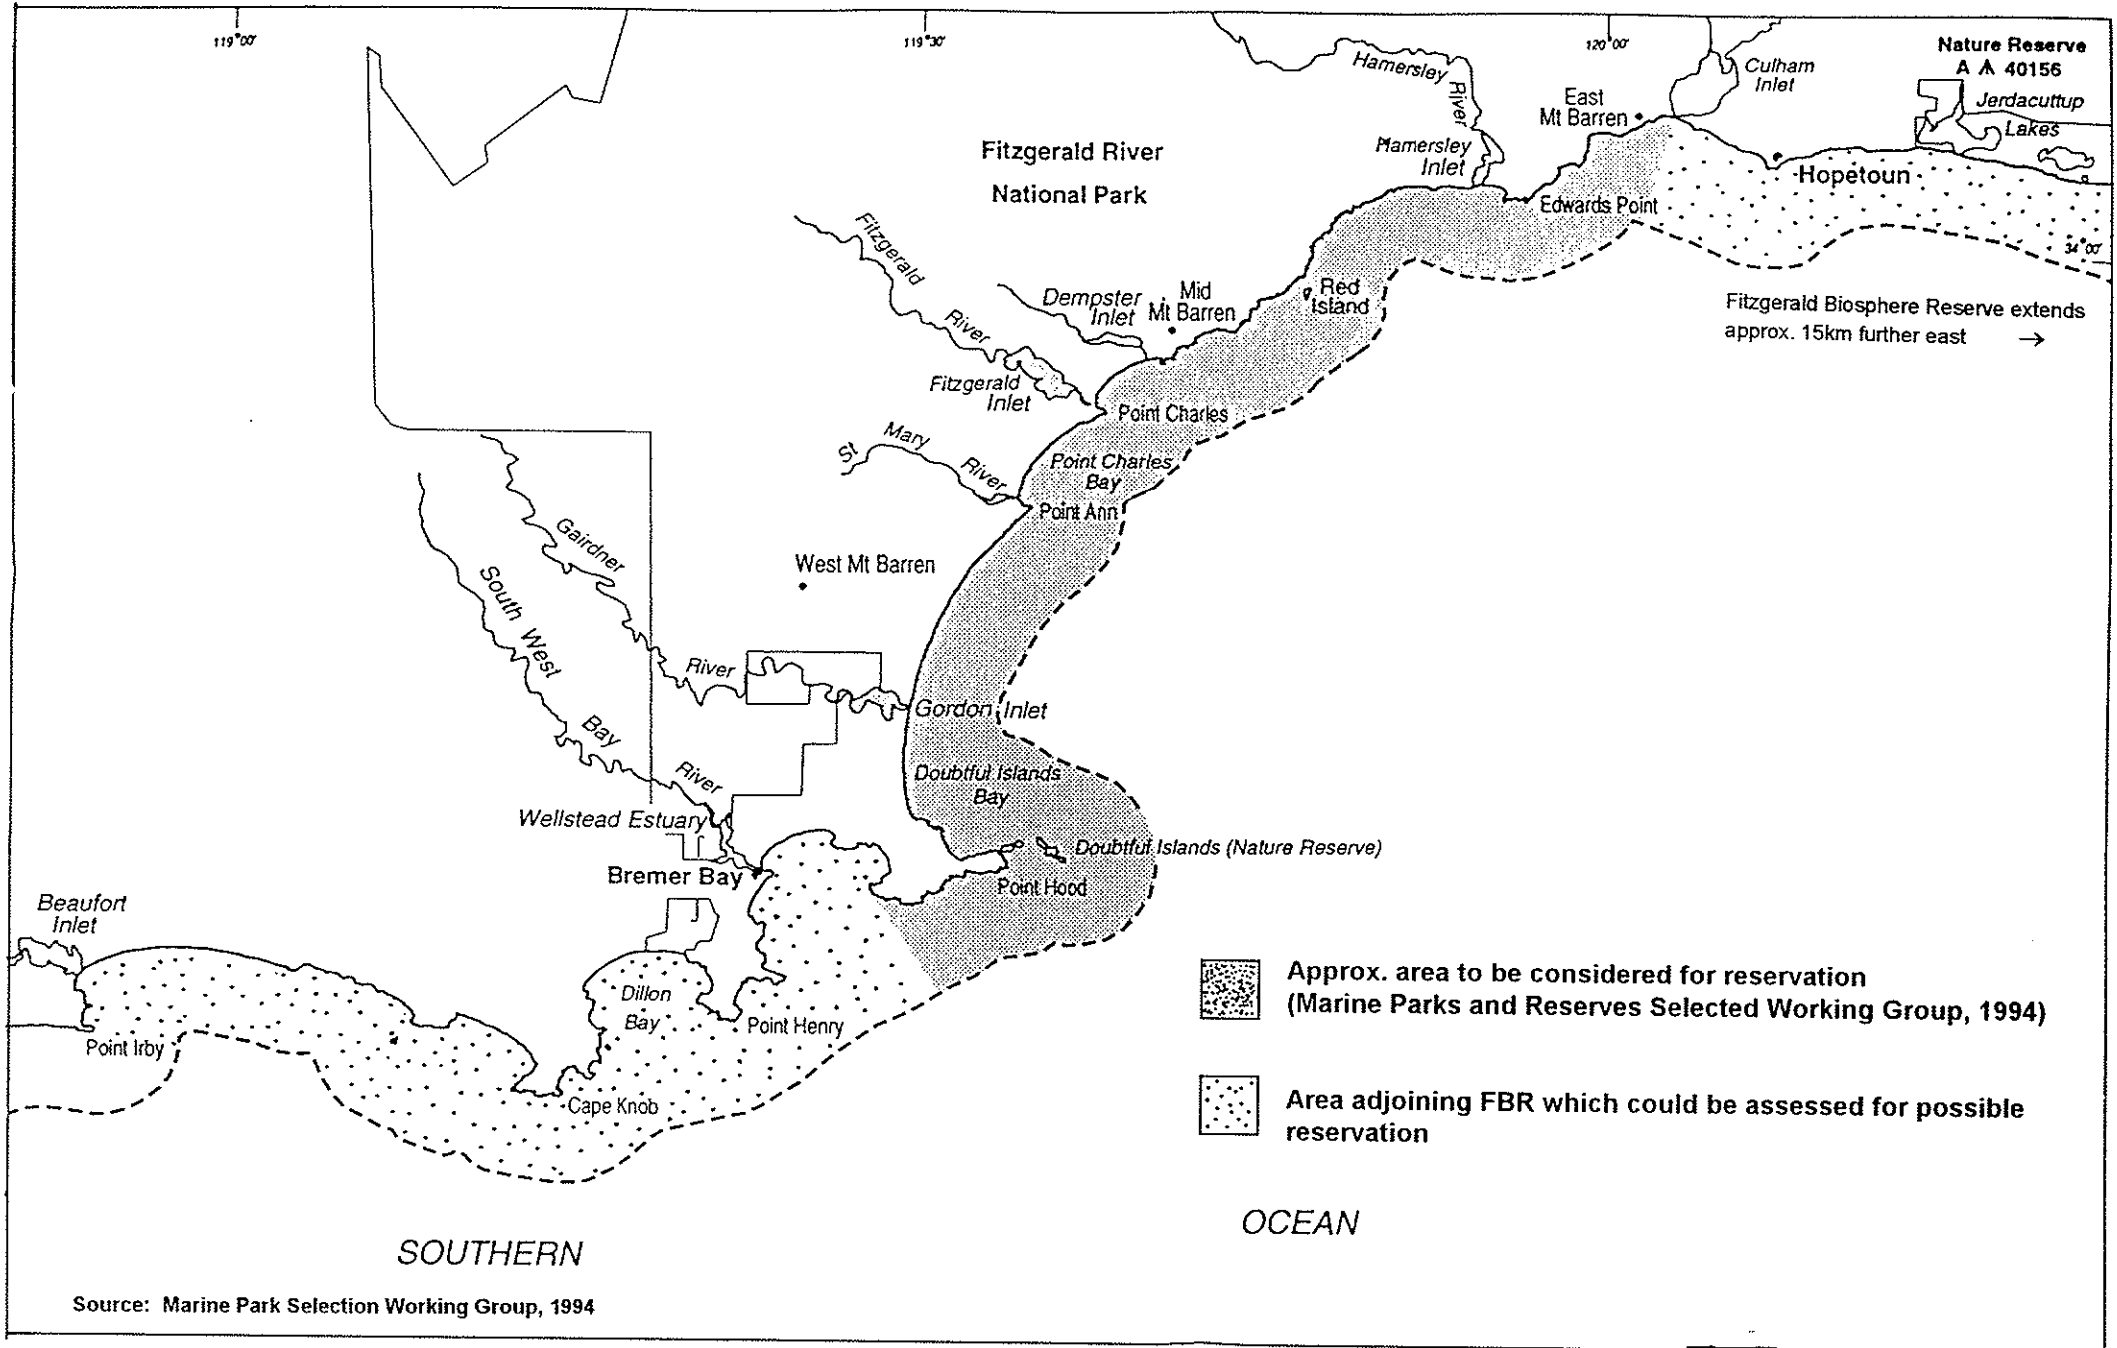 119°00'
119°30'
120°00'
Nature Reserve
A 40156
Culham
Inlet
Jerdacuttup
Lakes
Hamersley
River
East
Mt Barren
Hamersley
Inlet
Fitzgerald River
National Park
Hopetoun
Edwards Point
34°00'
Fitzgerald
River
Fitzgerald
Inlet
Dempster
Inlet
Mid
Mt Barren
Red
Island
Fitzgerald Biosphere Reserve extends
approx. 15km further east →
Point Charles
St Mary River
Point Charles
Bay
Point Ann
Gairdner
River
West Mt Barren
South West
Bay
River
Gordon Inlet
Doubtful Islands
Bay
Wellstead Estuary
Doubtful Islands (Nature Reserve)
Bremer Bay
Point Hood
Beaufort
Inlet
Dillon
Bay
Point Henry
Point Irby
Cape Knob
Approx. area to be considered for reservation
(Marine Parks and Reserves Selected Working Group, 1994)
Area adjoining FBR which could be assessed for possible
reservation
SOUTHERN
OCEAN
Source: Marine Park Selection Working Group, 1994